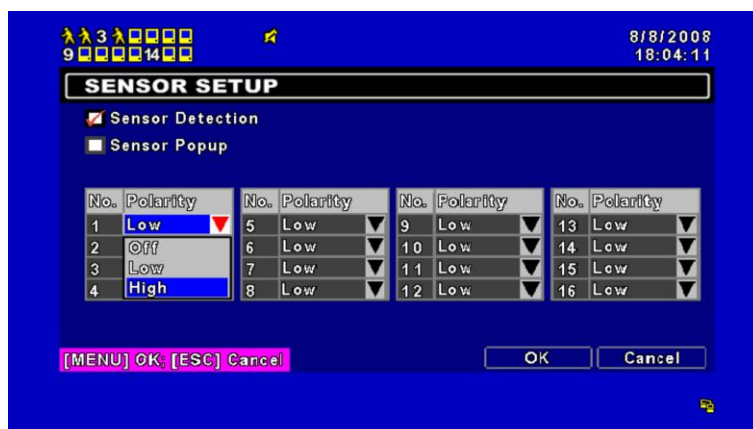 3 8/8/2008
9 14 18:04:11
SENSOR SETUP
Sensor Detection
Sensor Popup
No. Polarity No. Polarity No. Polarity No. Polarity
1 Low 5 Low 9 Low 13 Low
2 Off 6 Low 10 Low 14 Low
3 Low 7 Low 11 Low 15 Low
4 High 8 Low 12 Low 16 Low
[MENU] OK; [ESC] Cancel OK Cancel